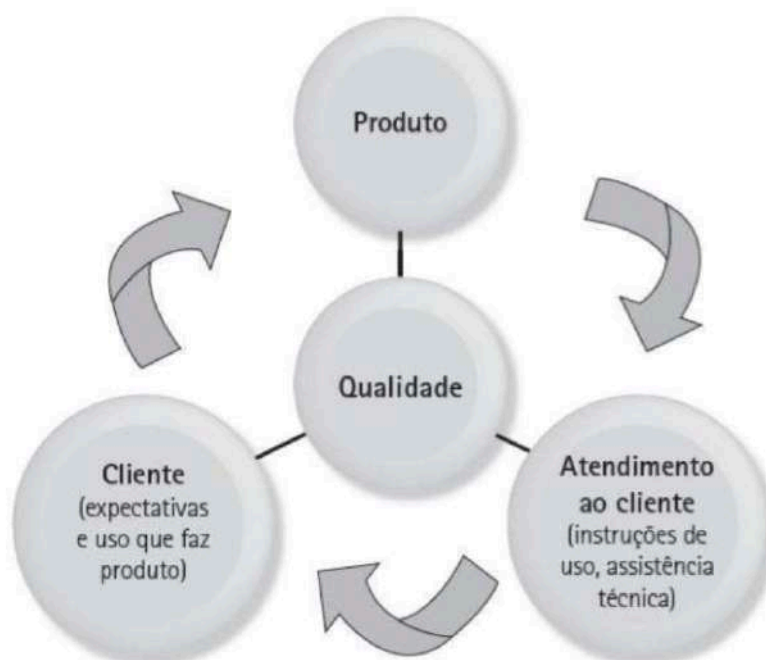 Produto
Qualidade
Cliente
(expectativas
e uso que faz
produto)
Atendimento
ao cliente
(instruções de
uso, assistência
técnica)